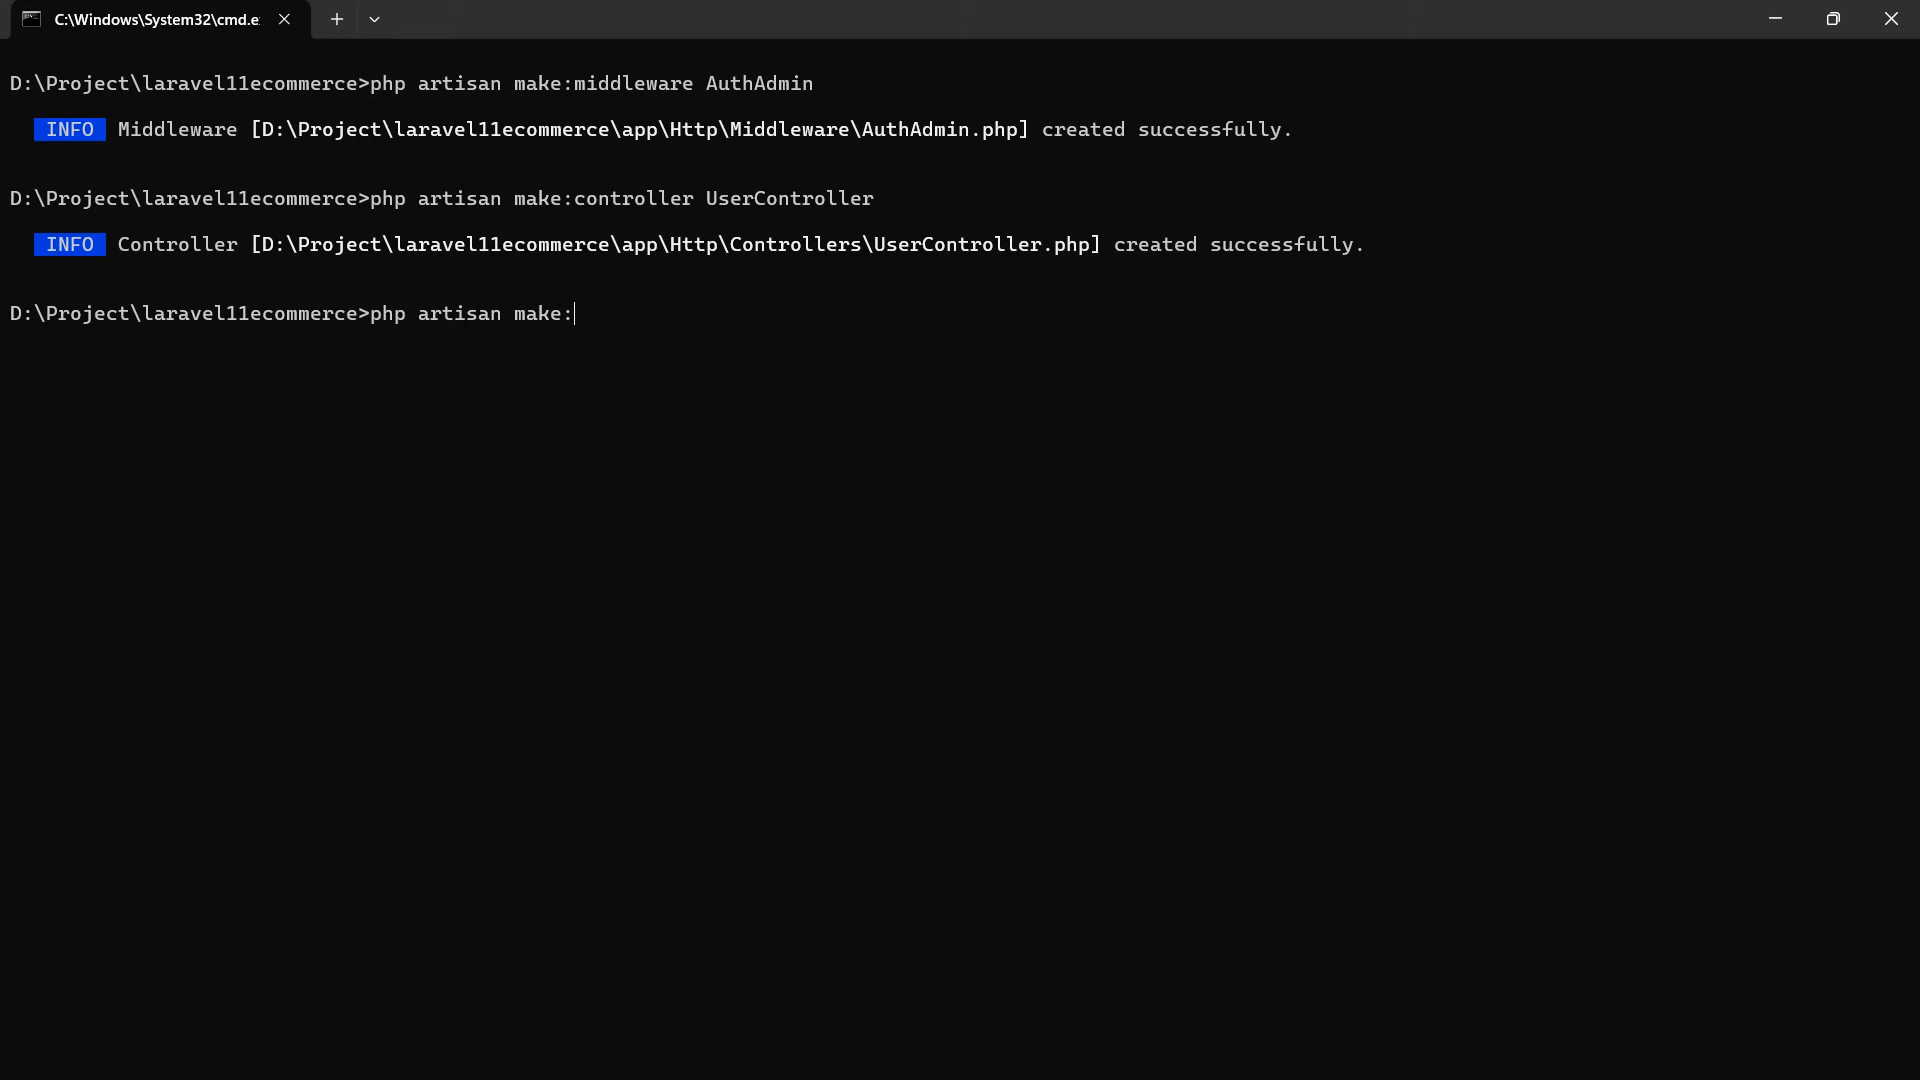 C:\Windows\System32\cmd.e
D:\Project\laravel11ecommerce>php artisan make:middleware AuthAdmin
INFO Middleware [D:\Project\laravel11ecommerce\app\Http\Middleware\AuthAdmin.php] created successfully.
D:\Project\laravel11ecommerce>php artisan make:controller UserController
INFO Controller [D:\Project\laravel11ecommerce\app\Http\Controllers\UserController.php] created successfully.
D:\Project\laravel11ecommerce>php artisan make: